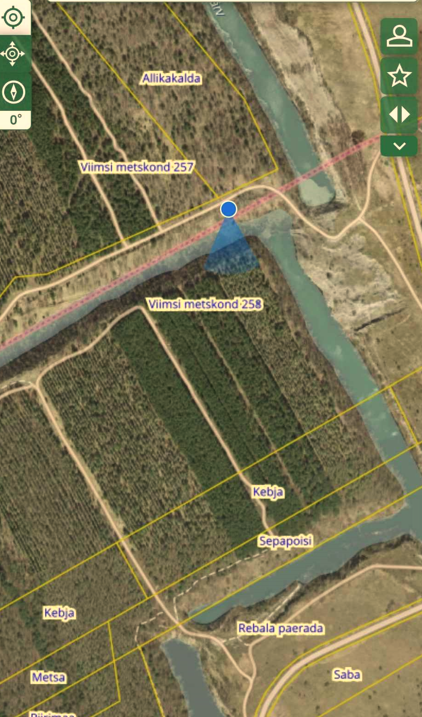 Allikakalda
Viimsi metskond 257
Viimsi metskond 258
Kebja
Sepapoisi
Kebja
Rebala paerada
Metsa
Saba
0°